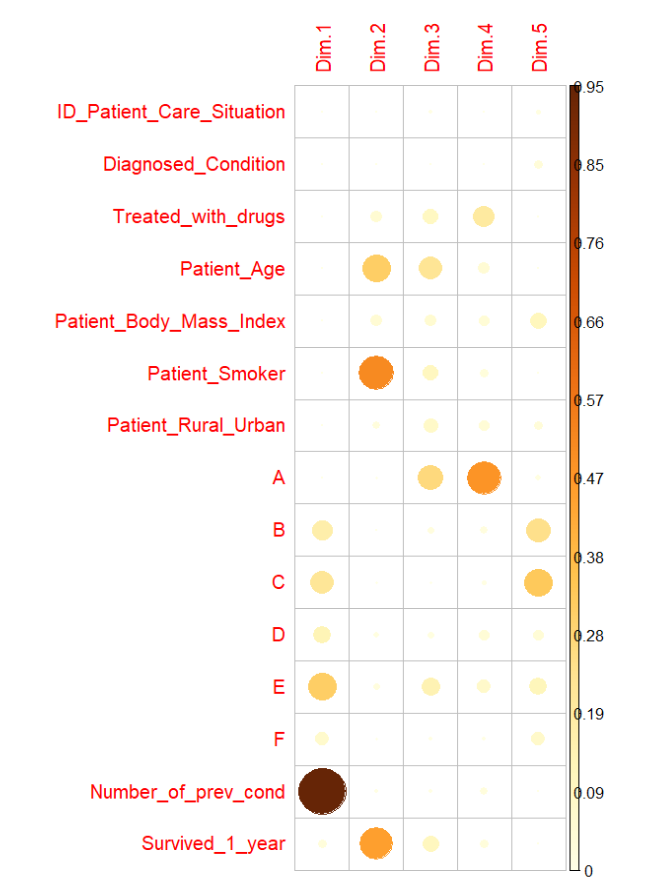 Dim.1 Dim.2 Dim.3 Dim.4 Dim.5
ID_Patient_Care_Situation
Diagnosed_Condition
Treated_with_drugs
Patient_Age
Patient_Body_Mass_Index
Patient_Smoker
Patient_Rural_Urban
A
B
C
D
E
F
Number_of_prev_cond
Survived_1_year
0.95
0.85
0.76
0.66
0.57
0.47
0.38
0.28
0.19
0.09
0